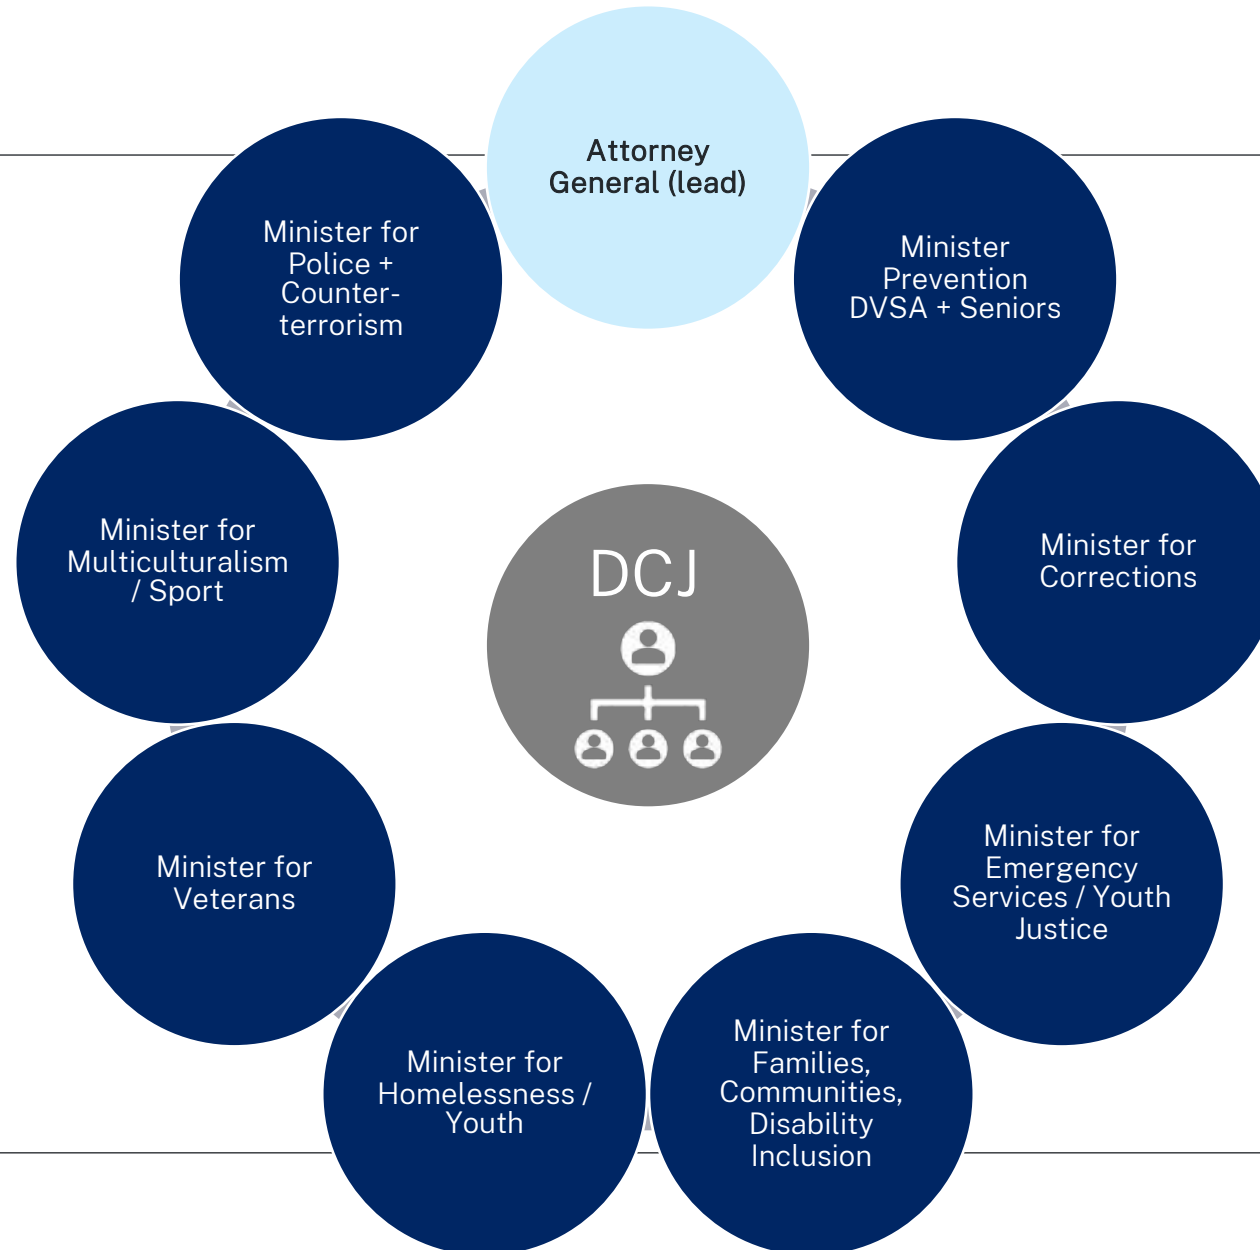 Attorney
General (lead)
Minister
Prevention
DVSA + Seniors
Minister for
Corrections
Minister for
Emergency
Services / Youth
Justice
Minister for
Families,
Communities,
Disability
Inclusion
Minister for
Homelessness /
Youth
Minister for
Veterans
Minister for
Multiculturalism
/ Sport
Minister for
Police +
Counter-
terrorism
DCJ